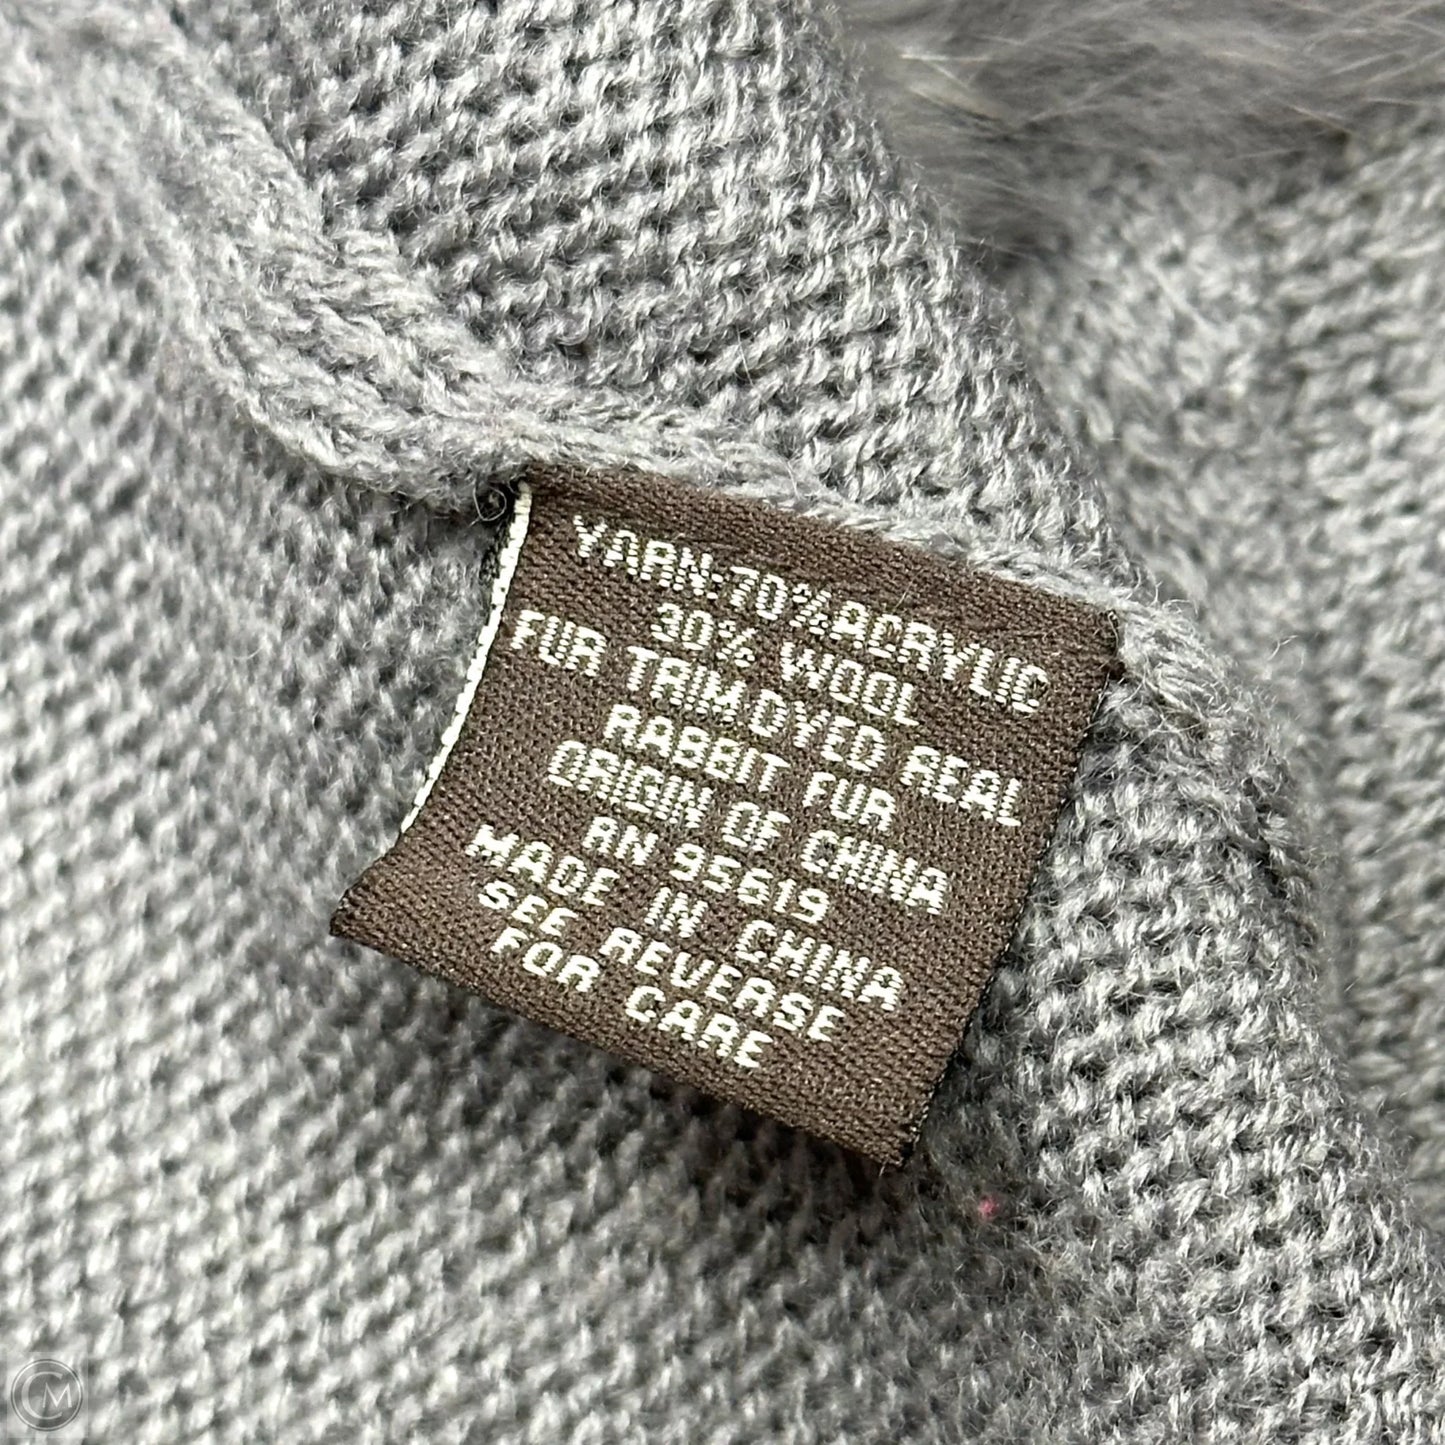 YARN:70%ACRYLIC
30% WOOL
FUR TRIM:DYED REAL
RABBIT FUR
ORIGIN OF CHINA
RN 95619
MADE IN CHINA
SEE REVERSE
FOR CARE
CM